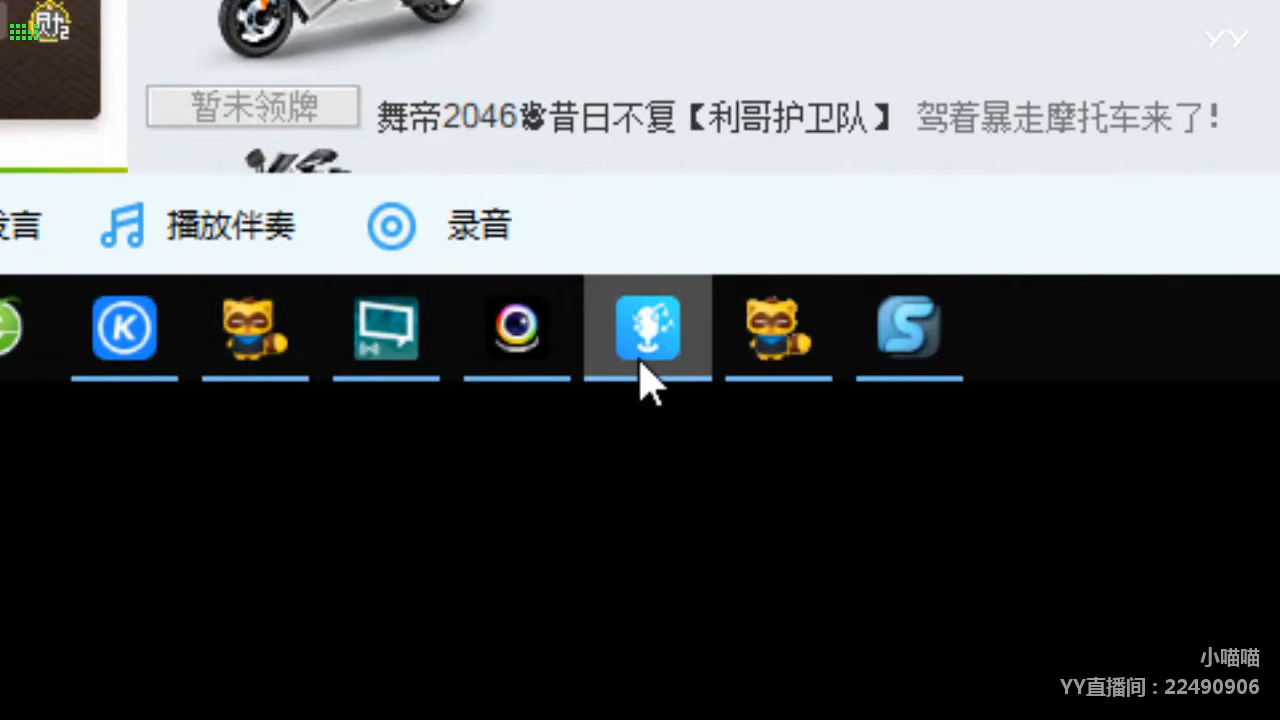 YY
暂未领牌
舞帝2046 昔日不复【利哥护卫队】 驾着暴走摩托车来了!
发言 播放伴奏 录音
小喵喵
YY直播间:22490906